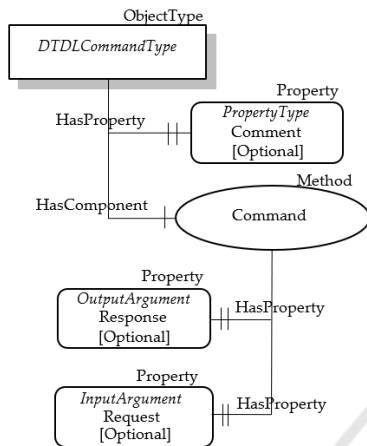 ObjectType
DTDLCommandType
Property
HasProperty
PropertyType
Comment
[Optional]
Method
HasComponent
Command
Property
OutputArgument
Response
[Optional]
HasProperty
Property
InputArgument
Request
[Optional]
HasProperty